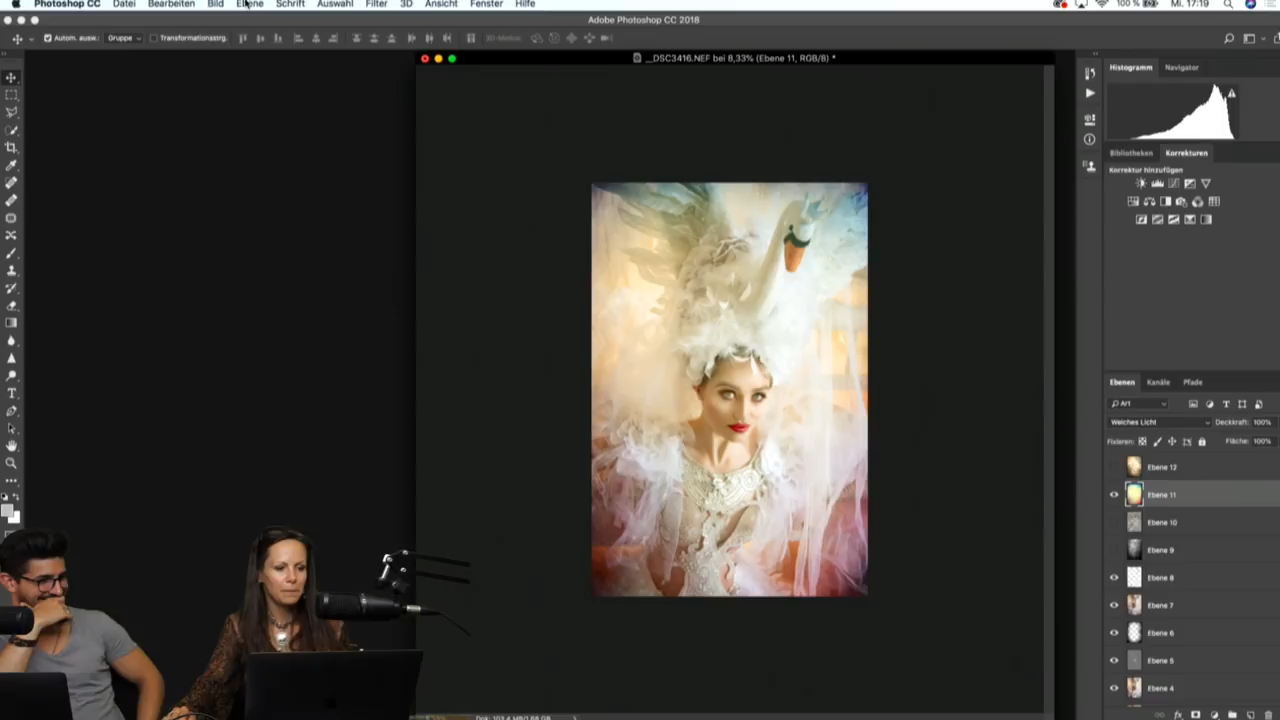 Photoshop CC Datei Bearbeiten Bild Ebene Schrift Auswahl Filter 3D Ansicht Fenster Hilfe 100 % Mi. 17:19
Adobe Photoshop CC 2018
Autom. ausw.: Gruppe Transformationsstrg. 3D-Modus:
__DSC3416.NEF bei 8,33% (Ebene 11, RGB/8) *
Histogramm Navigator
Bibliotheken Korrekturen
Korrektur hinzufügen
Ebenen Kanäle Pfade
Art
Weiches Licht Deckkraft: 100%
Fixieren: Fläche: 100%
Ebene 12
Ebene 11
Ebene 10
Ebene 9
Ebene 8
Ebene 7
Ebene 6
Ebene 5
Ebene 4